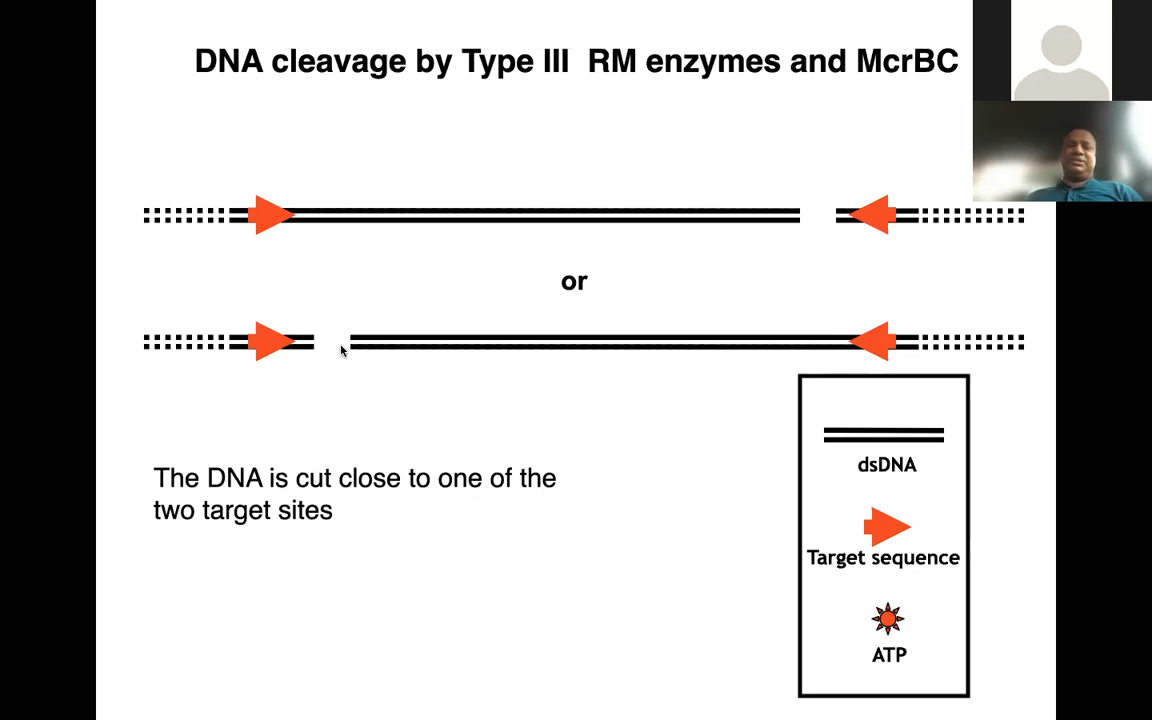 DNA cleavage by Type III RM enzymes and McrBC
or
The DNA is cut close to one of the
two target sites
dsDNA
Target sequence
ATP